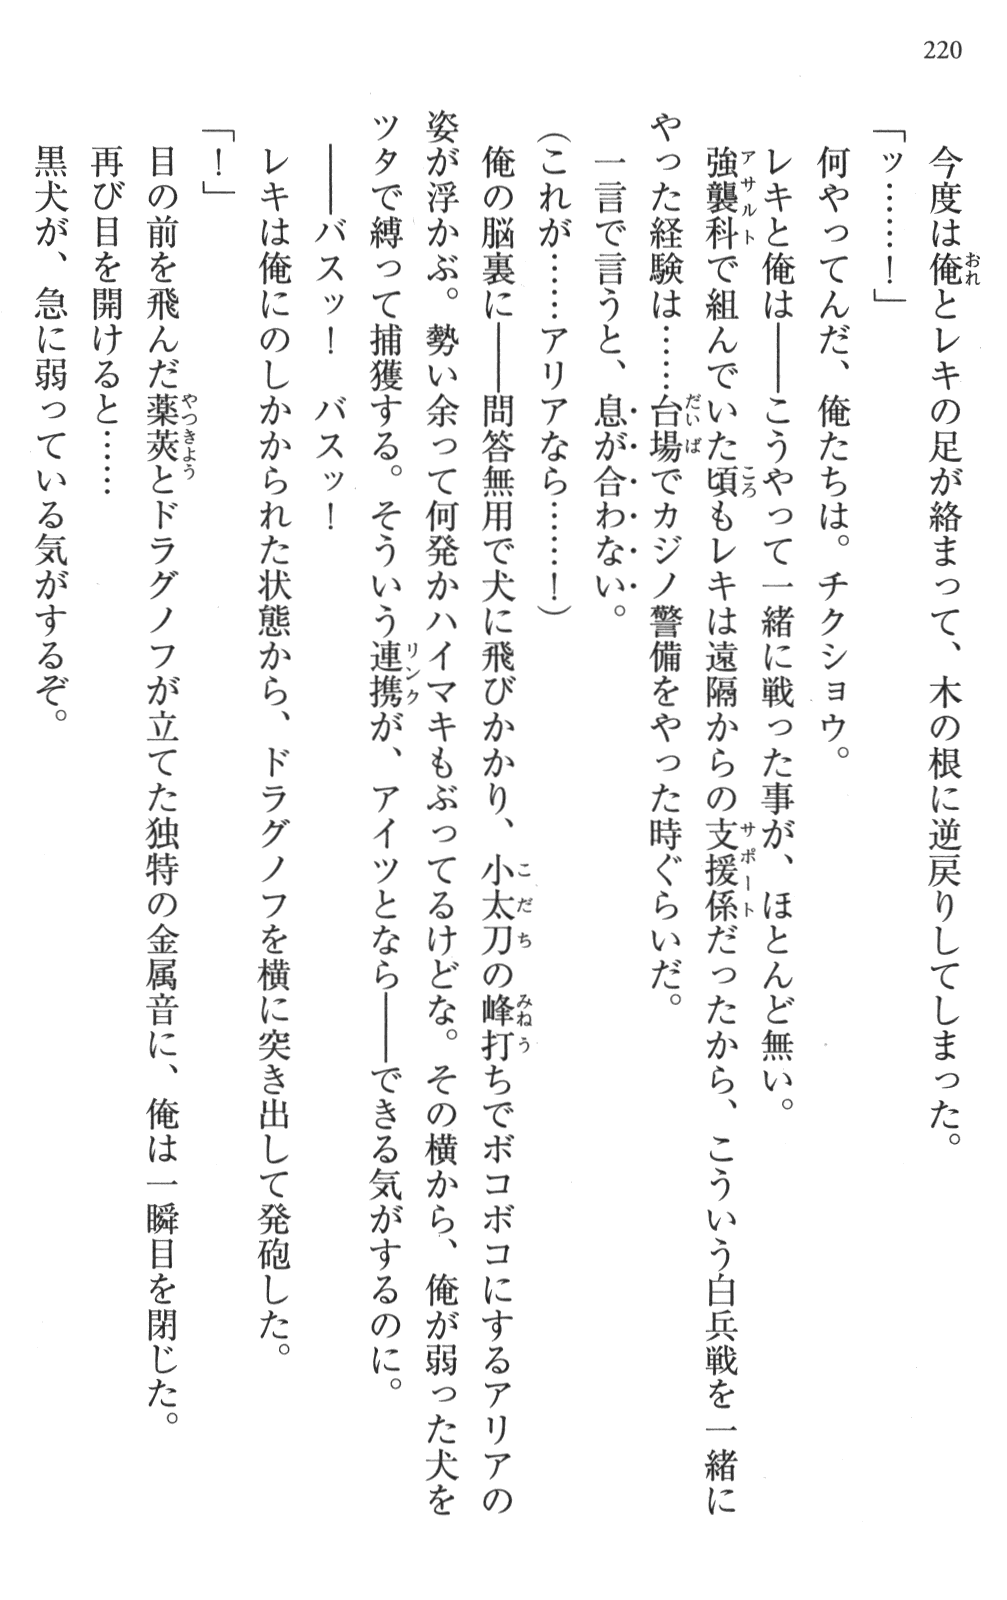 220
今度は俺とレキの足が絡まって、木の根に逆戻りしてしまった。
「ッ……！」
何やってんだ、俺たちは。チクショウ。
レキと俺は――こうやって一緒に戦った事が、ほとんど無い。
強襲科で組んでいた頃もレキは遠隔からの支援係だったから、こういう白兵戦を一緒に
やった経験は……台場でカジノ警備をやった時ぐらいだ。
一言で言うと、息が合わない。
（これが……アリアなら……！）
俺の脳裏に――問答無用で犬に飛びかかり、小太刀の峰打ちでボコボコにするアリアの
姿が浮かぶ。勢い余って何発かハイマキもぶってるけどな。その横から、俺が弱った犬を
ツタで縛って捕獲する。そういう連携が、アイツとなら――できる気がするのに。
――バスッ！　バスッ！
レキは俺にのしかかられた状態から、ドラグノフを横に突き出して発砲した。
「！」
目の前を飛んだ薬莢とドラグノフが立てた独特の金属音に、俺は一瞬目を閉じた。
再び目を開けると……
黒犬が、急に弱っている気がするぞ。